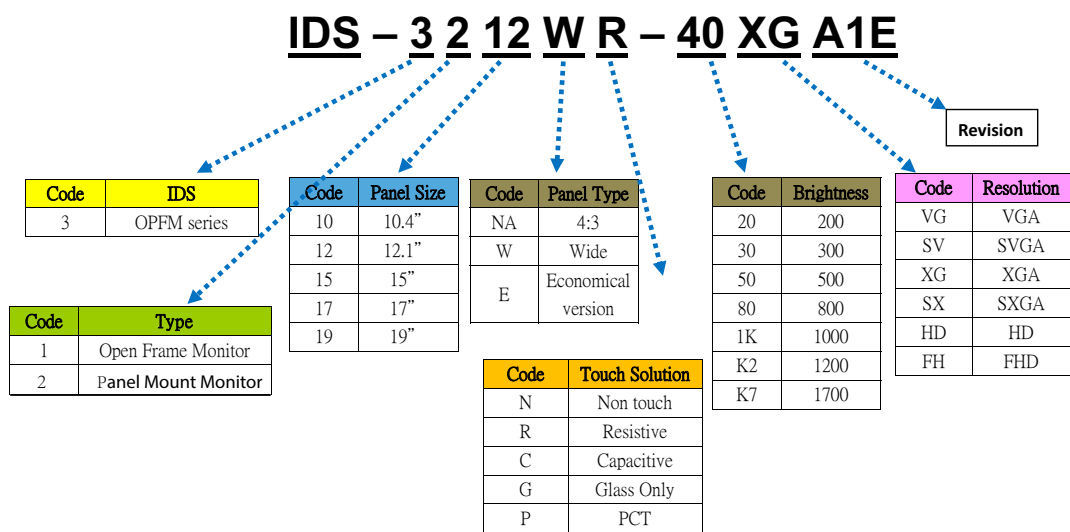 IDS – 3 2 12 W R – 40 XG A1E
Revision
Code IDS
3 OPFM series
Code Type
1 Open Frame Monitor
2 Panel Mount Monitor
Code Panel Size
10 10.4”
12 12.1”
15 15”
17 17”
19 19”
Code Panel Type
NA 4:3
W Wide
E Economical
version
Code Touch Solution
N Non touch
R Resistive
C Capacitive
G Glass Only
P PCT
Code Brightness
20 200
30 300
50 500
80 800
1K 1000
K2 1200
K7 1700
Code Resolution
VG VGA
SV SVGA
XG XGA
SX SXGA
HD HD
FH FHD